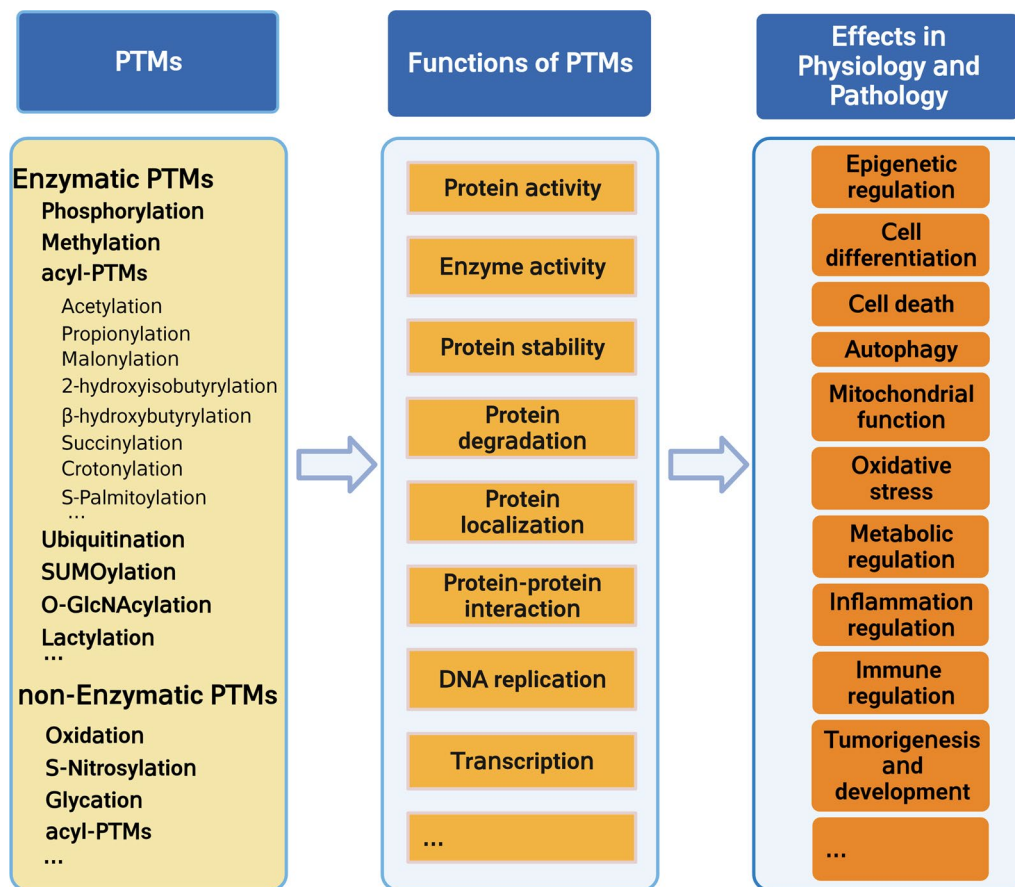 PTMs
Enzymatic PTMs
Phosphorylation
Methylation
acyl-PTMs
Acetylation
Propionylation
Malonylation
2-hydroxyisobutyrylation
β-hydroxybutyrylation
Succinylation
Crotonylation
S-Palmitoylation
...
Ubiquitination
SUMOylation
O-GlcNAcylation
Lactylation
...
non-Enzymatic PTMs
Oxidation
S-Nitrosylation
Glycation
acyl-PTMs
...
Functions of PTMs
Protein activity
Enzyme activity
Protein stability
Protein
degradation
Protein
localization
Protein-protein
interaction
DNA replication
Transcription
...
Effects in
Physiology and
Pathology
Epigenetic
regulation
Cell
differentiation
Cell death
Autophagy
Mitochondrial
function
Oxidative
stress
Metabolic
regulation
Inflammation
regulation
Immune
regulation
Tumorigenesis
and
development
...